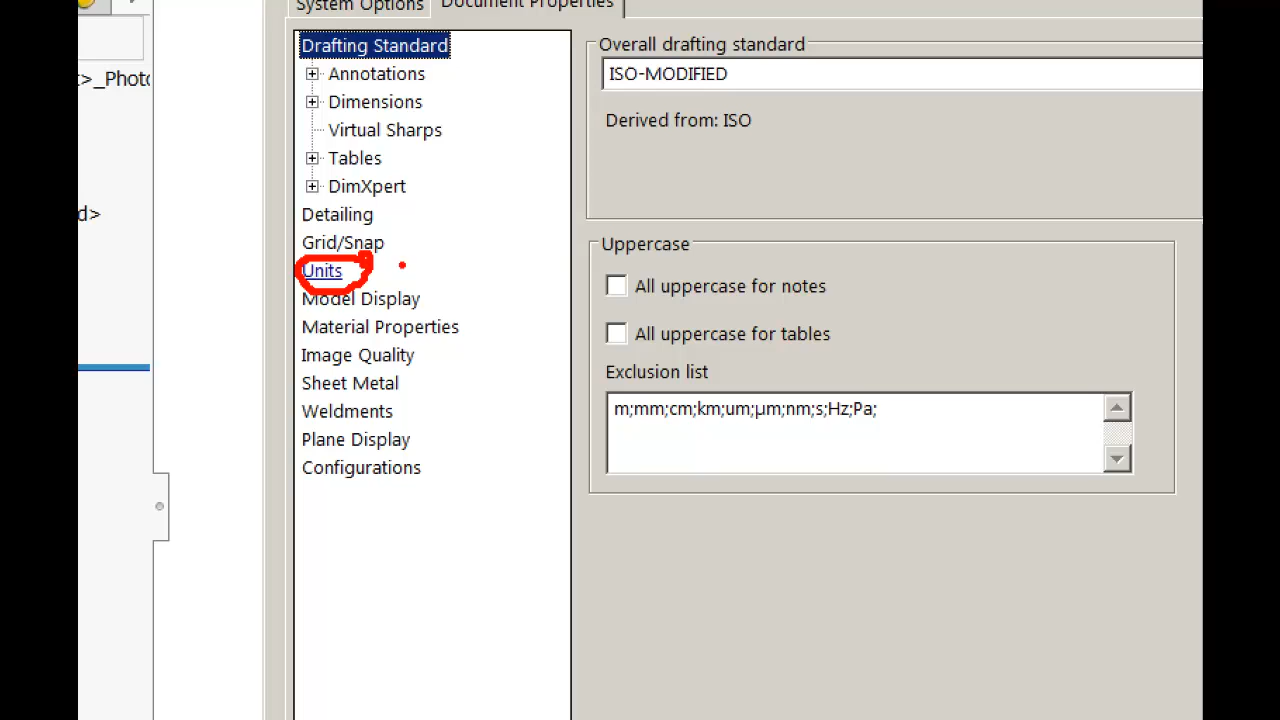 System Options
Document Properties
>_Phot
d>
Drafting Standard
Annotations
Dimensions
Virtual Sharps
Tables
DimXpert
Detailing
Grid/Snap
Units
Model Display
Material Properties
Image Quality
Sheet Metal
Weldments
Plane Display
Configurations
Overall drafting standard
ISO-MODIFIED
Derived from: ISO
Uppercase
All uppercase for notes
All uppercase for tables
Exclusion list
m;mm;cm;km;um;µm;nm;s;Hz;Pa;